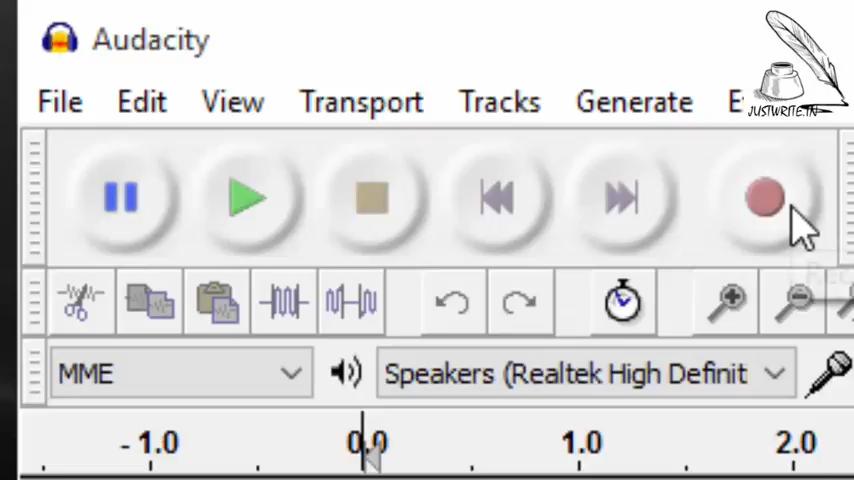 Audacity
File Edit View Transport Tracks Generate
JUSTWRITE.IN
MME Speakers (Realtek High Definit
- 1.0 0.0 1.0 2.0